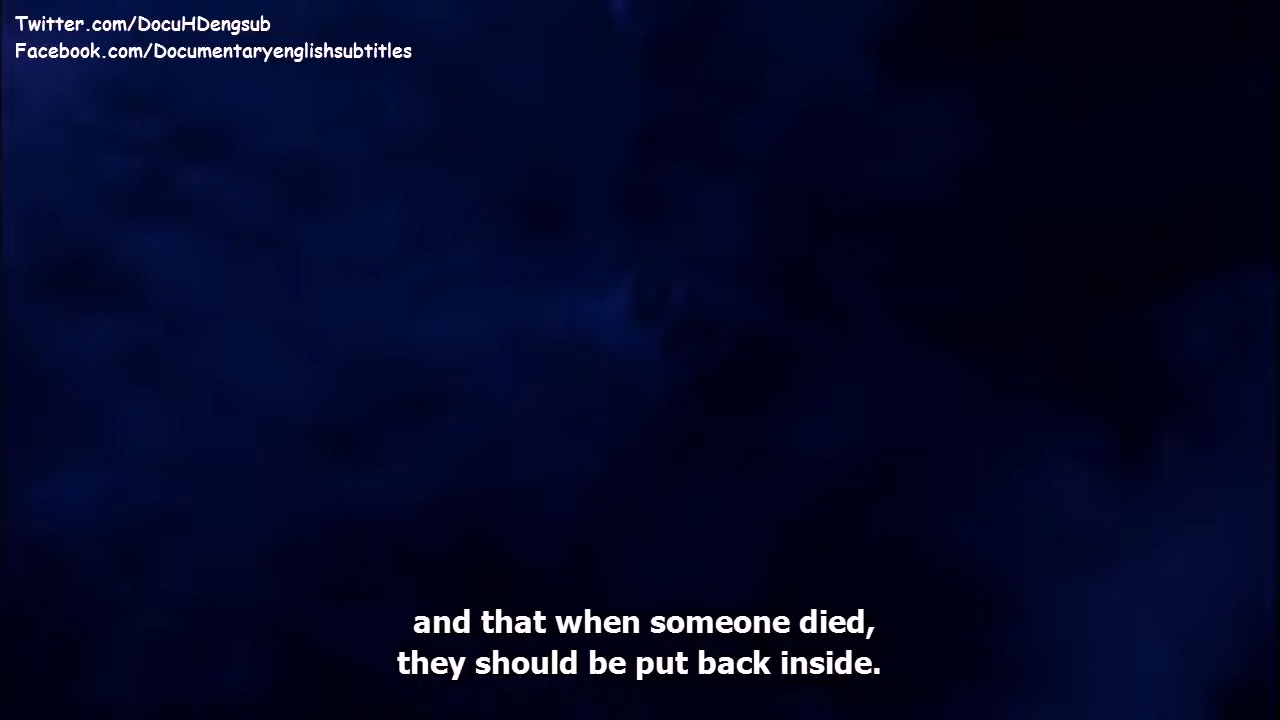 Twitter.com/DocuHDengsub
Facebook.com/Documentaryenglishsubtitles
and that when someone died,
they should be put back inside.